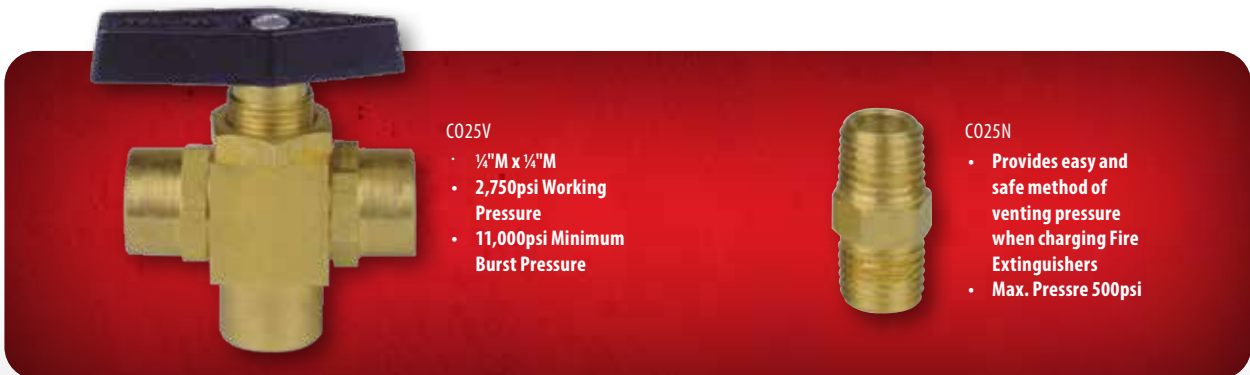 CO25V
· ¼"M x ¼"M
• 2,750psi Working
Pressure
• 11,000psi Minimum
Burst Pressure
CO25N
• Provides easy and
safe method of
venting pressure
when charging Fire
Extinguishers
• Max. Pressre 500psi